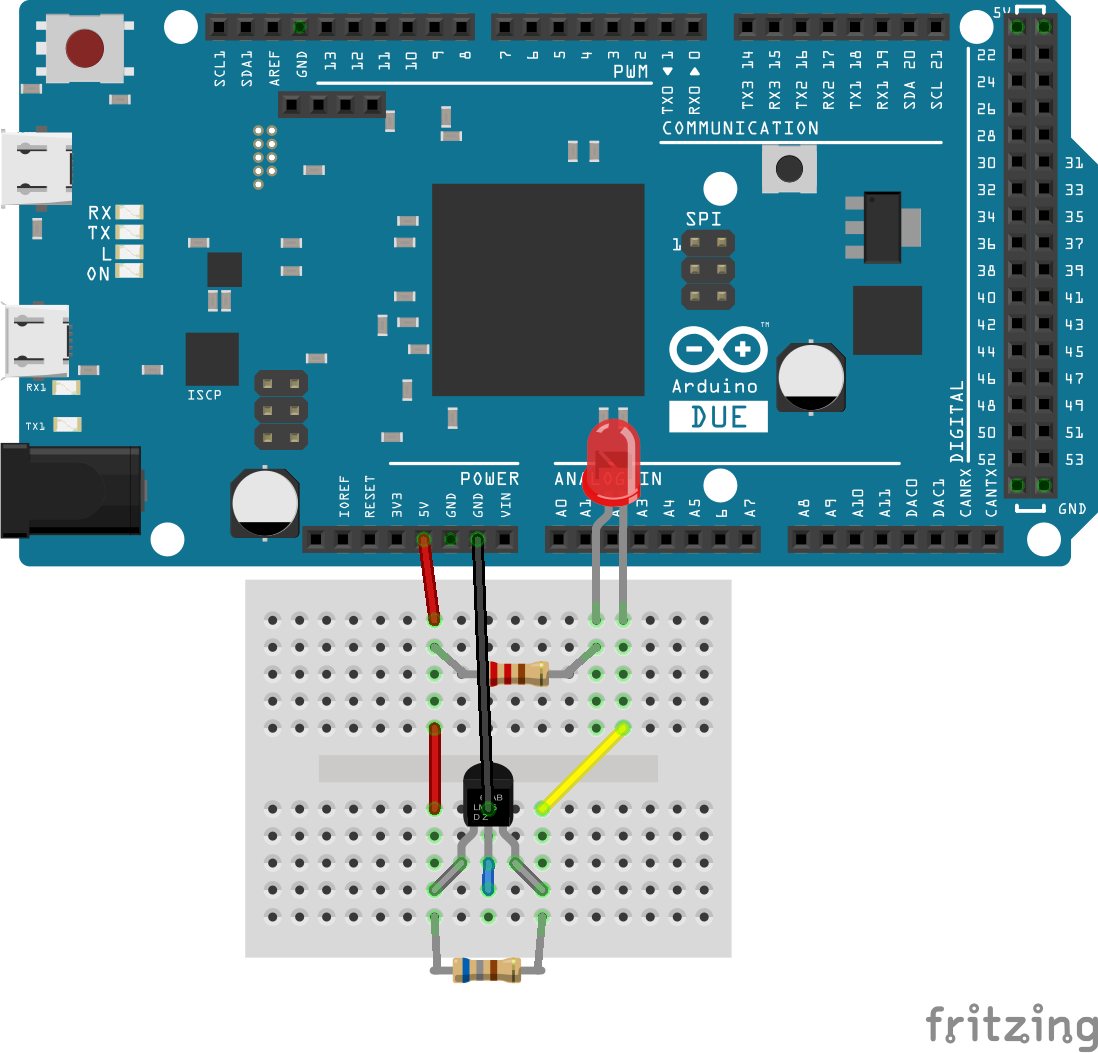 5V
SCL1 SDA1 AREF GND 13 12 11 10 9 8 7 6 5 4 3 2 1 0 TX3 14 RX3 15 TX2 16 RX2 17 TX1 18 RX1 19 SDA 20 SCL 21
PWM TX0 RX0
COMMUNICATION
22
24
26
28
30 31
32 33
34 35
36 37
38 39
40 41
42 43
44 45
46 47
48 49
50 51
52 53
GND
DIGITAL
RX
TX
L
ON
SPI
1
RX1
TX1
ISCP
TM
Arduino
DUE
POWER
ANALOG IN
IOREF RESET 3V3 5V GND GND VIN A0 A1 A3 A4 A5 6 A7 A8 A9 A10 A11 DAC0 DAC1 CANRX CANTX
fritzing